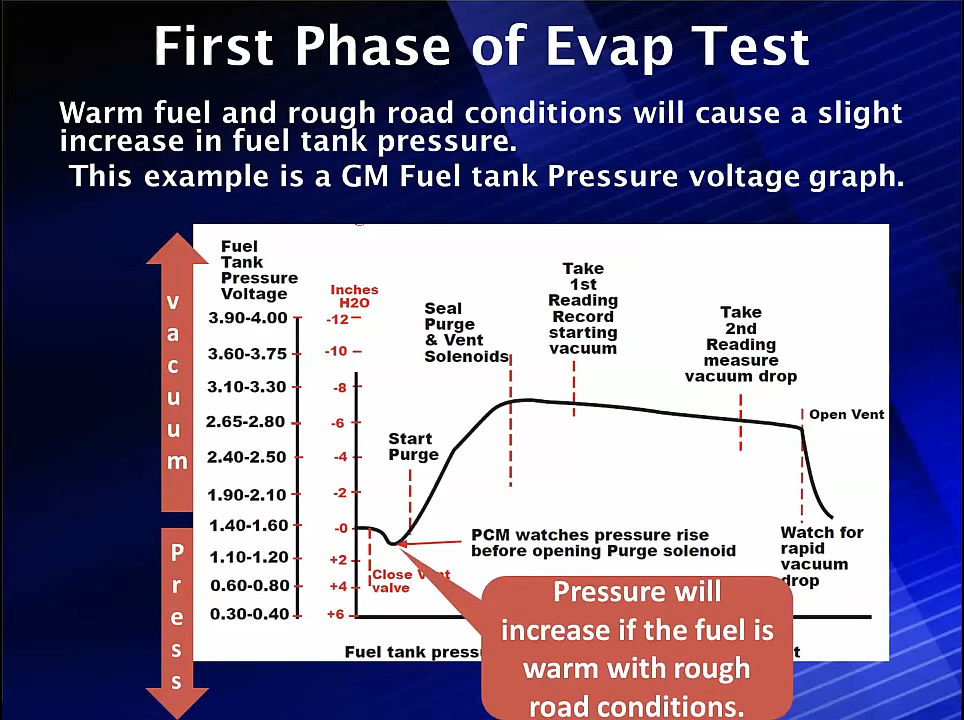 First Phase of Evap Test
Warm fuel and rough road conditions will cause a slight
increase in fuel tank pressure.
This example is a GM Fuel tank Pressure voltage graph.
vacuum
Press
Fuel
Tank
Pressure
Voltage
3.90-4.00
3.60-3.75
3.10-3.30
2.65-2.80
2.40-2.50
1.90-2.10
1.40-1.60
1.10-1.20
0.60-0.80
0.30-0.40
Inches
H2O
-12
-10
-8
-6
-4
-2
-0
+2
+4
+6
Close Vent
valve
Start
Purge
Seal
Purge
& Vent
Solenoids
Take
1st
Reading
Record
starting
vacuum
Take
2nd
Reading
measure
vacuum drop
Open Vent
PCM watches pressure rise
before opening Purge solenoid
Watch for
rapid
vacuum
drop
Fuel tank
Pressure will
increase if the fuel is
warm with rough
road conditions.